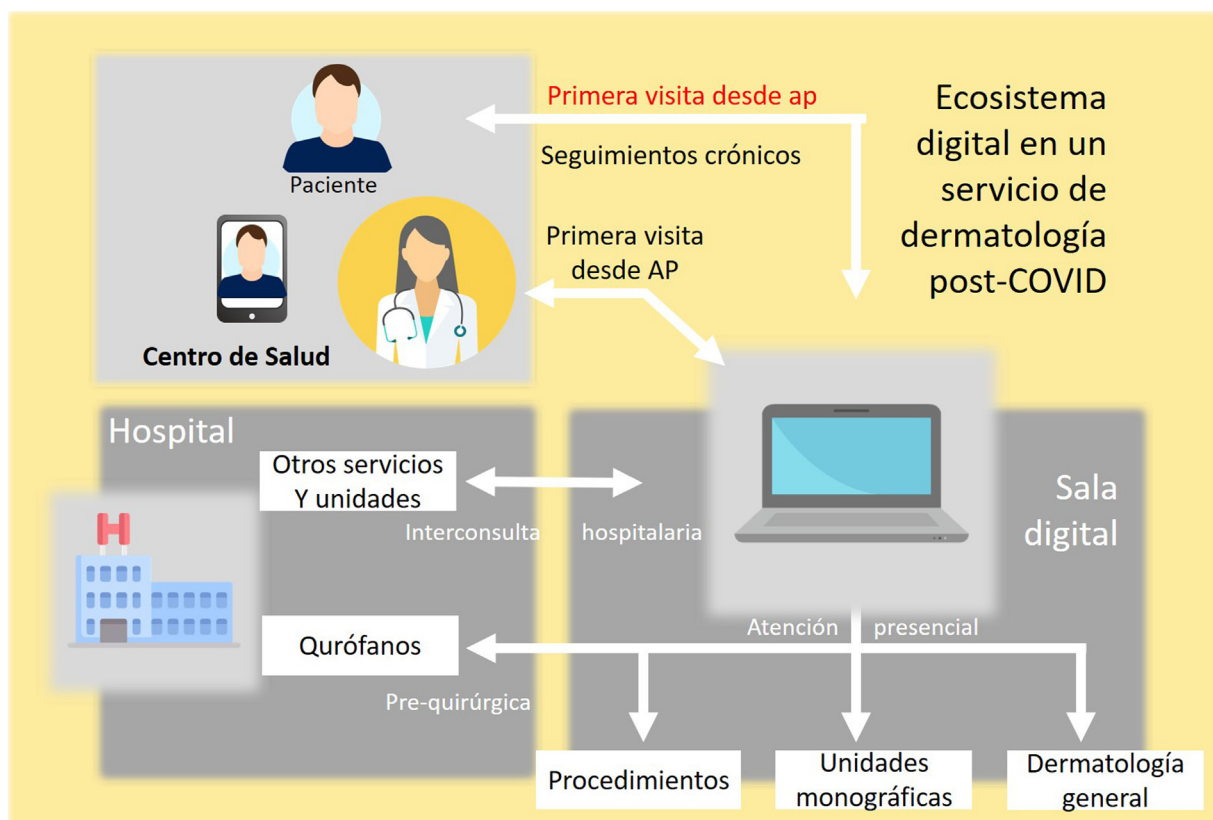 Primera visita desde ap
Seguimientos crónicos
Paciente
Primera visita
desde AP
Centro de Salud
Ecosistema
digital en un
servicio de
dermatología
post-COVID
Hospital
Otros servicios
Y unidades
Interconsulta hospitalaria
Sala
digital
Qurófanos
Pre-quirúrgica
Atención presencial
Procedimientos
Unidades
monográficas
Dermatología
general
H